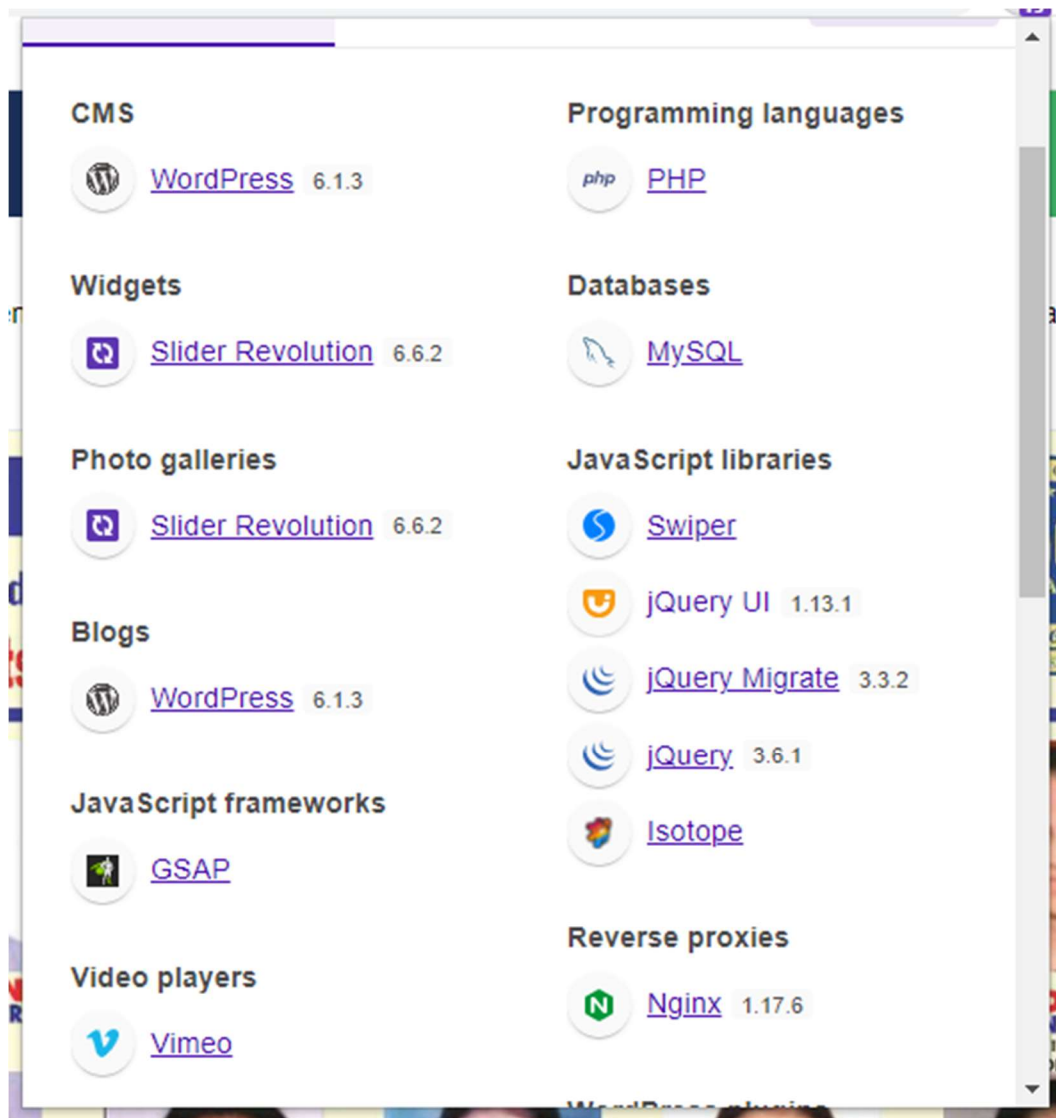 CMS
WordPress 6.1.3
Widgets
Slider Revolution 6.6.2
Photo galleries
Slider Revolution 6.6.2
Blogs
WordPress 6.1.3
JavaScript frameworks
GSAP
Video players
Vimeo
Programming languages
php PHP
Databases
MySQL
JavaScript libraries
Swiper
jQuery UI 1.13.1
jQuery Migrate 3.3.2
jQuery 3.6.1
Isotope
Reverse proxies
Nginx 1.17.6
WordPress plugins